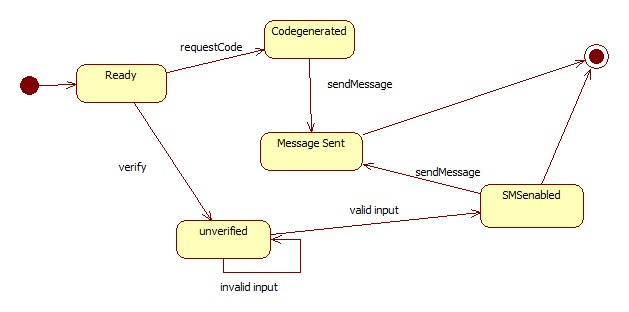 Codegenerated
requestCode
Ready
sendMessage
Message Sent
verify
sendMessage
SMSenabled
valid input
unverified
invalid input